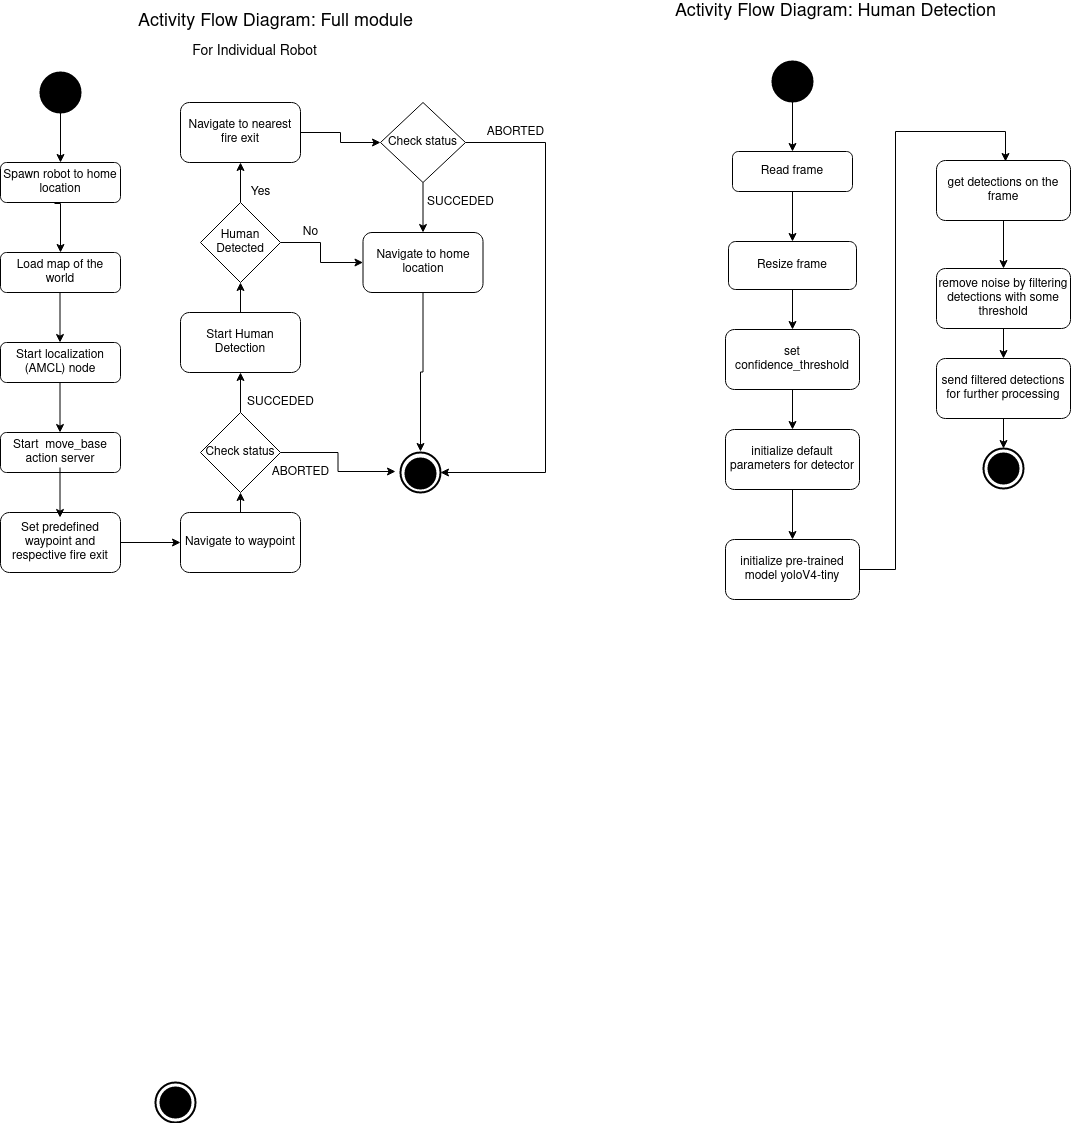 Activity Flow Diagram: Full module
For Individual Robot
Spawn robot to home
location
Load map of the
world
Start localization
(AMCL) node
Start  move_base
action server
Set predefined
waypoint and
respective fire exit
Navigate to waypoint
Check status
ABORTED
SUCCEDED
Start Human
Detection
Human
Detected
No
Yes
Navigate to nearest
fire exit
Check status
ABORTED
SUCCEDED
Navigate to home
location
Activity Flow Diagram: Human Detection
Read frame
Resize frame
set
confidence_threshold
initialize default
parameters for detector
initialize pre-trained
model yoloV4-tiny
get detections on the
frame
remove noise by filtering
detections with some
threshold
send filtered detections
for further processing